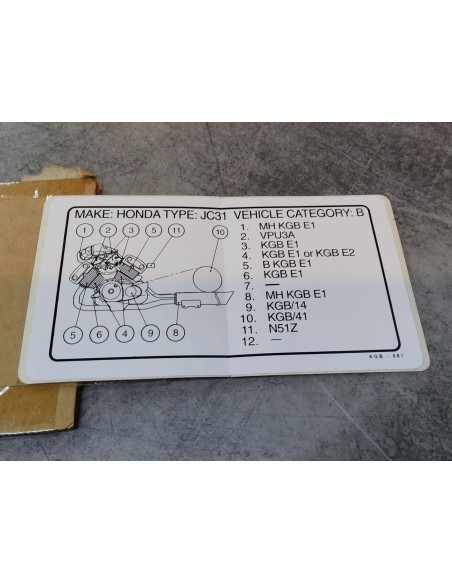 MAKE: HONDA TYPE: JC31 VEHICLE CATEGORY: B
1. MH KGB E1
2. VPU3A
3. KGB E1
4. KGB E1 or KGB E2
5. B KGB E1
6. KGB E1
7. —
8. MH KGB E1
9. KGB/14
10. KGB/41
11. N51Z
12. —
1 2 3 5 11 10
5 6 4 9 8